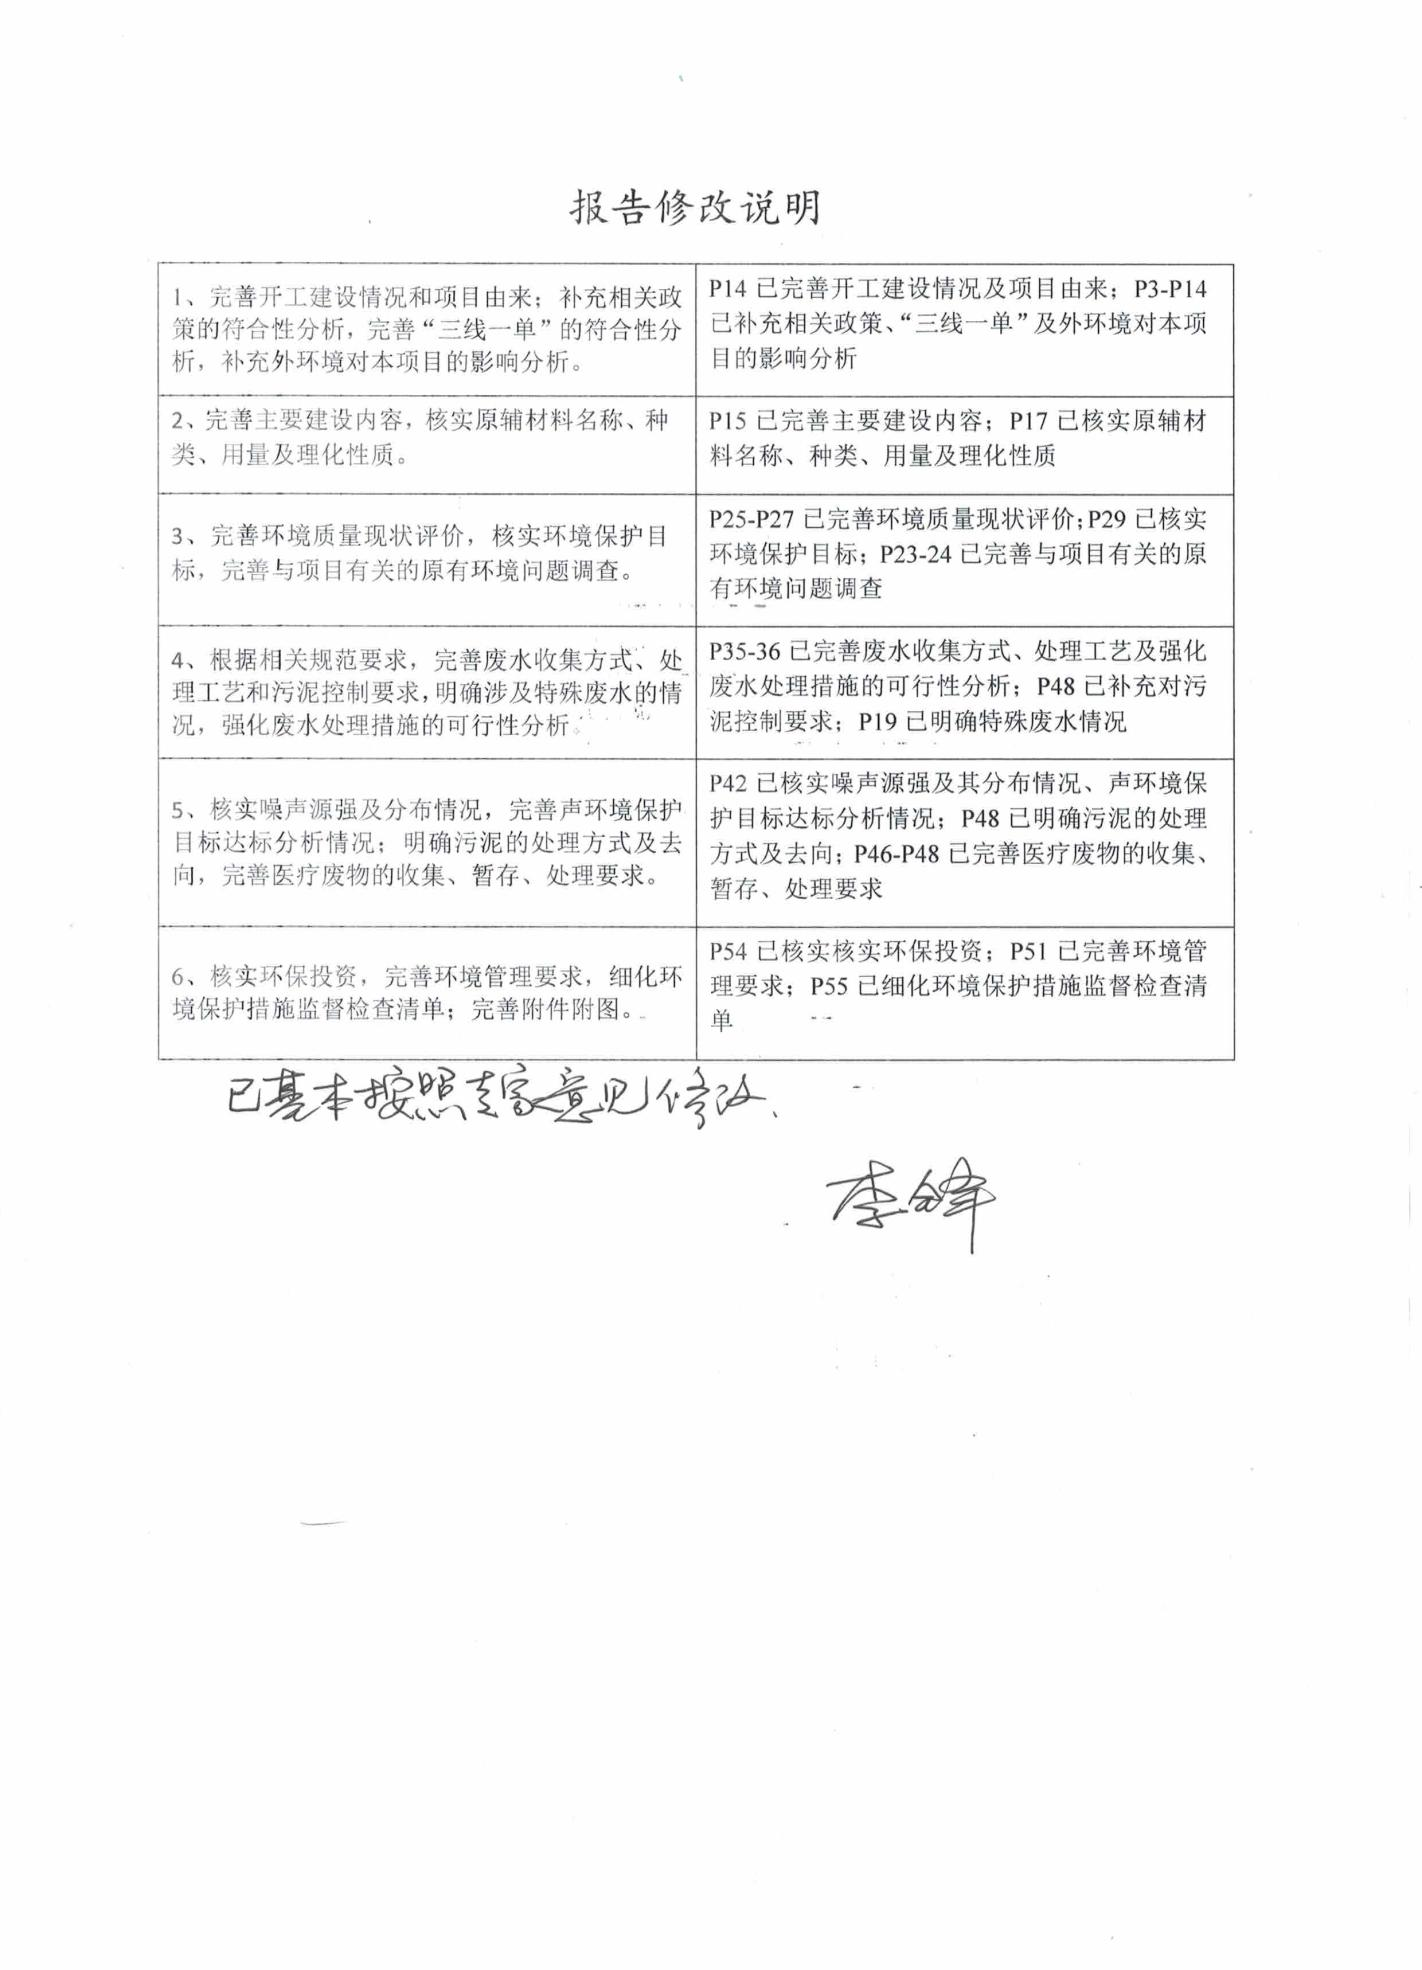 报告修改说明
1、完善开工建设情况和项目由来；补充相关政
策的符合性分析，完善“三线一单”的符合性分
析，补充外环境对本项目的影响分析。
P14 已完善开工建设情况及项目由来；P3-P14
已补充相关政策、“三线一单”及外环境对本项
目的影响分析
2、完善主要建设内容，核实原辅材料名称、种
类、用量及理化性质。
P15 已完善主要建设内容；P17 已核实原辅材
料名称、种类、用量及理化性质
3、完善环境质量现状评价，核实环境保护目
标，完善与项目有关的原有环境问题调查。
P25-P27 已完善环境质量现状评价；P29 已核实
环境保护目标；P23-24 已完善与项目有关的原
有环境问题调查
4、根据相关规范要求，完善废水收集方式、处
理工艺和污泥控制要求，明确涉及特殊废水的情
况，强化废水处理措施的可行性分析。
P35-36 已完善废水收集方式、处理工艺及强化
废水处理措施的可行性分析；P48 已补充对污
泥控制要求；P19 已明确特殊废水情况
5、核实噪声源强及分布情况，完善声环境保护
目标达标分析情况；明确污泥的处理方式及去
向，完善医疗废物的收集、暂存、处理要求。
P42 已核实噪声源强及其分布情况、声环境保
护目标达标分析情况；P48 已明确污泥的处理
方式及去向；P46-P48 已完善医疗废物的收集、
暂存、处理要求
6、核实环保投资，完善环境管理要求，细化环
境保护措施监督检查清单；完善附件附图。
P54 已核实核实环保投资；P51 已完善环境管
理要求；P55 已细化环境保护措施监督检查清
单
已基本按照专家意见修改、
李锋